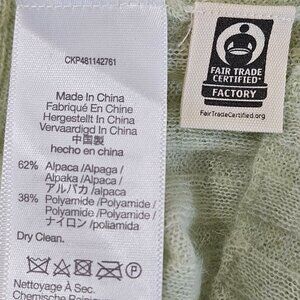 CKP481142761
Made In China
Fabriqué En Chine
Hergestellt In China
Vervaardigd In China
中国製
hecho en china
62% Alpaca /Alpaga /
Alpaka /Alpaca /
アルパカ /alpaca
38% Polyamide /Polyamide /
Polyamid /Polyamide /
ナイロン /poliamida
Dry Clean.
Nettoyage À Sec.
Chemische Reinig
FAIR TRADE
CERTIFIED
FACTORY
FairTradeCertified.org